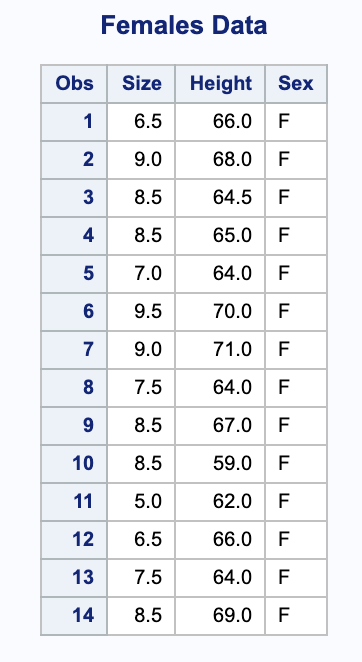 Females Data
Obs Size Height Sex
1 6.5 66.0 F
2 9.0 68.0 F
3 8.5 64.5 F
4 8.5 65.0 F
5 7.0 64.0 F
6 9.5 70.0 F
7 9.0 71.0 F
8 7.5 64.0 F
9 8.5 67.0 F
10 8.5 59.0 F
11 5.0 62.0 F
12 6.5 66.0 F
13 7.5 64.0 F
14 8.5 69.0 F